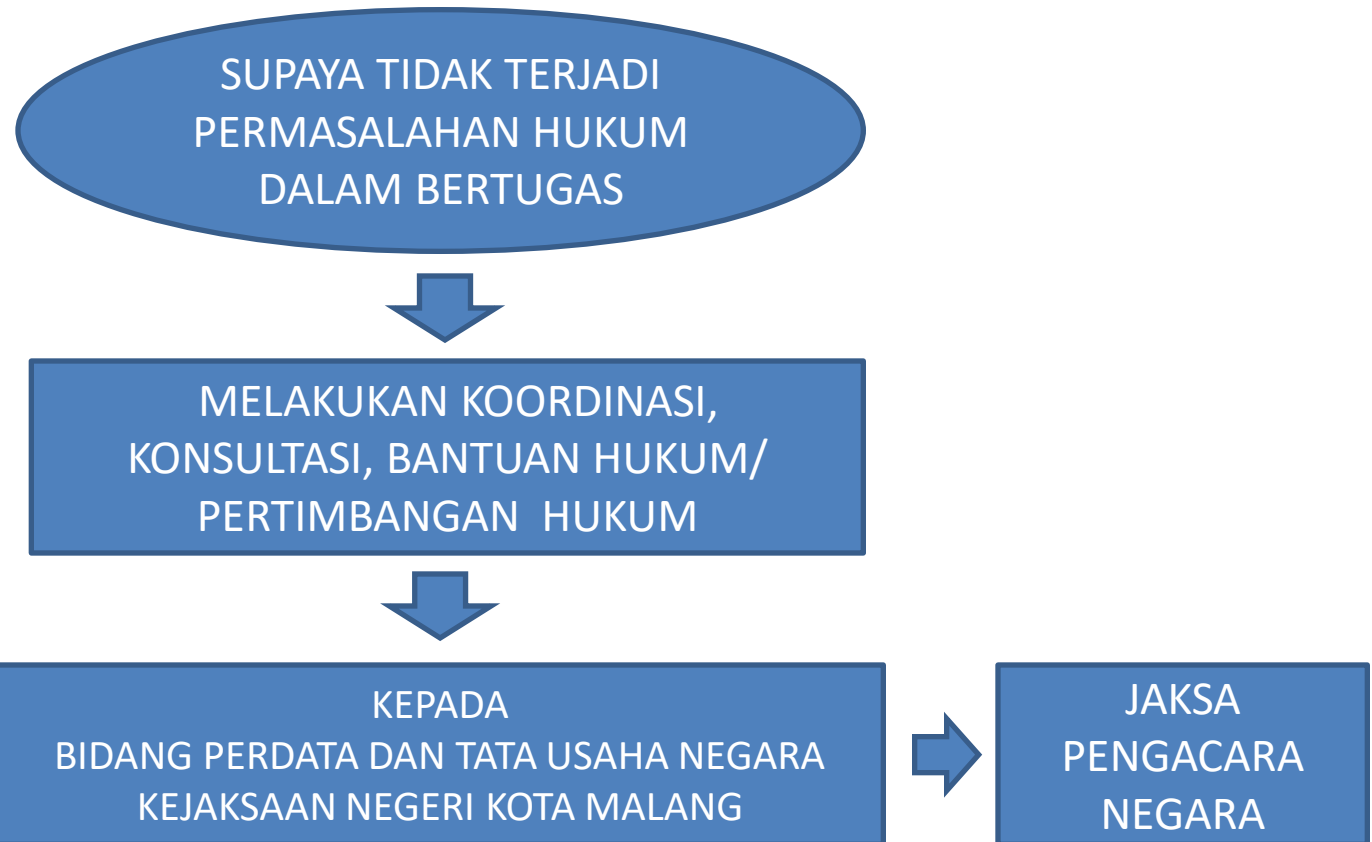 SUPAYA TIDAK TERJADI
PERMASALAHAN HUKUM
DALAM BERTUGAS
MELAKUKAN KOORDINASI,
KONSULTASI, BANTUAN HUKUM/
PERTIMBANGAN  HUKUM
KEPADA
BIDANG PERDATA DAN TATA USAHA NEGARA
KEJAKSAAN NEGERI KOTA MALANG
JAKSA
PENGACARA
NEGARA